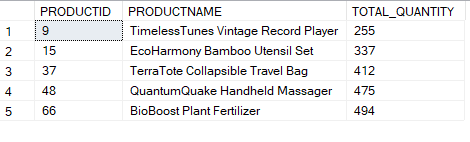 PRODUCTID PRODUCTNAME TOTAL_QUANTITY
1 9 TimelessTunes Vintage Record Player 255
2 15 EcoHarmony Bamboo Utensil Set 337
3 37 TerraTote Collapsible Travel Bag 412
4 48 QuantumQuake Handheld Massager 475
5 66 BioBoost Plant Fertilizer 494